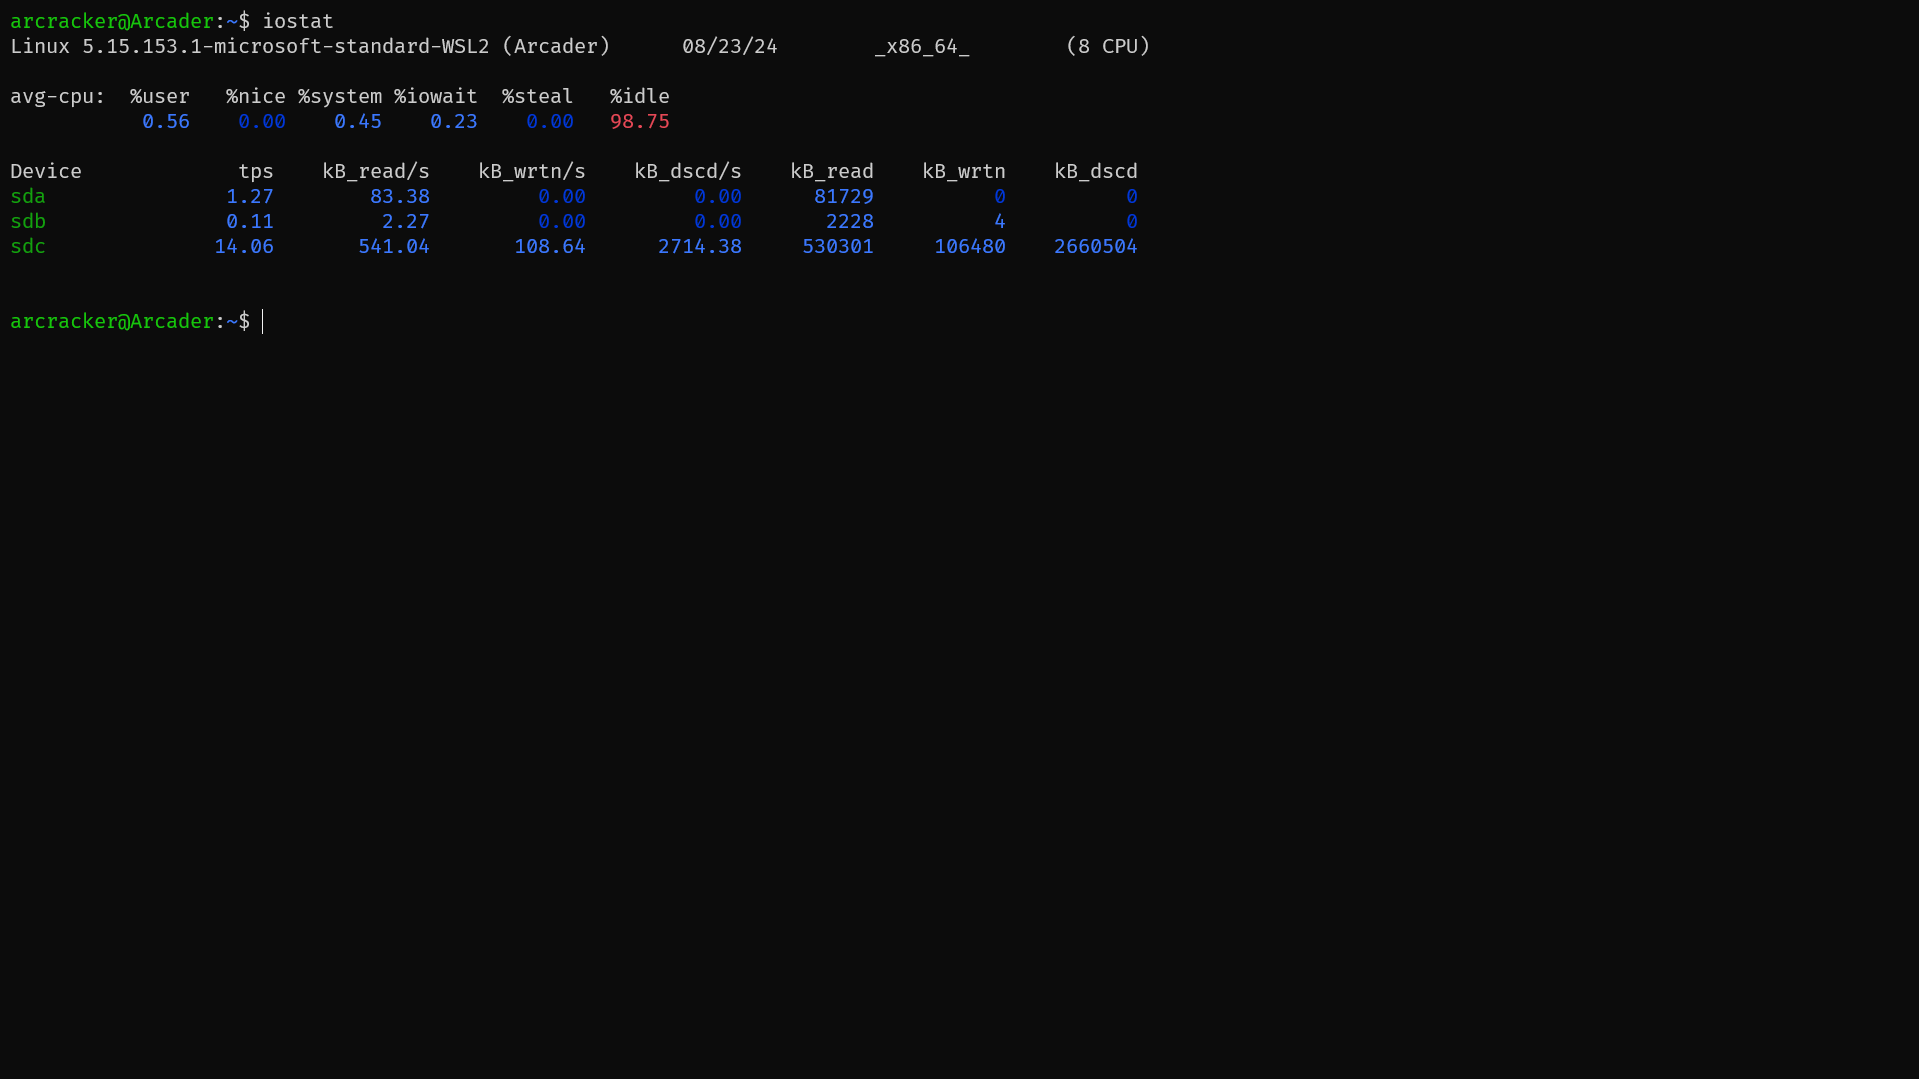 arcracker@Arcader:~$ iostat
Linux 5.15.153.1-microsoft-standard-WSL2 (Arcader)      08/23/24        _x86_64_        (8 CPU)
avg-cpu:  %user   %nice %system %iowait  %steal   %idle
           0.56    0.00    0.45    0.23    0.00   98.75
Device             tps    kB_read/s    kB_wrtn/s    kB_dscd/s    kB_read    kB_wrtn    kB_dscd
sda               1.27        83.38         0.00         0.00      81729          0          0
sdb               0.11         2.27         0.00         0.00       2228          4          0
sdc              14.06       541.04       108.64      2714.38     530301     106480    2660504
arcracker@Arcader:~$